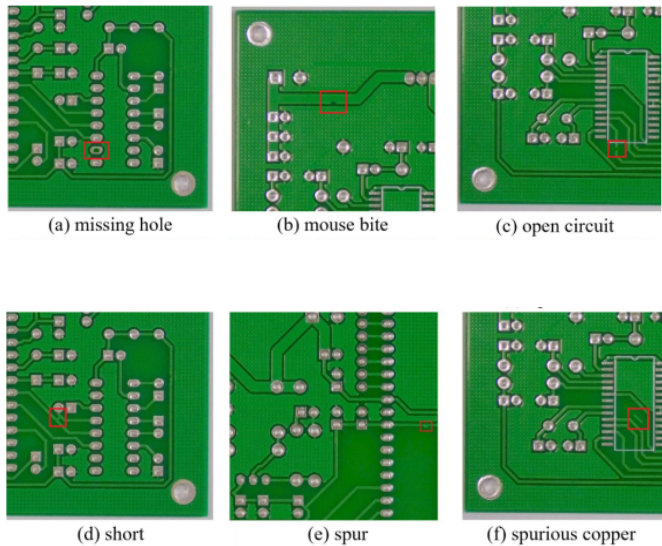 (a) missing hole
(b) mouse bite
(c) open circuit
(d) short
(e) spur
(f) spurious copper